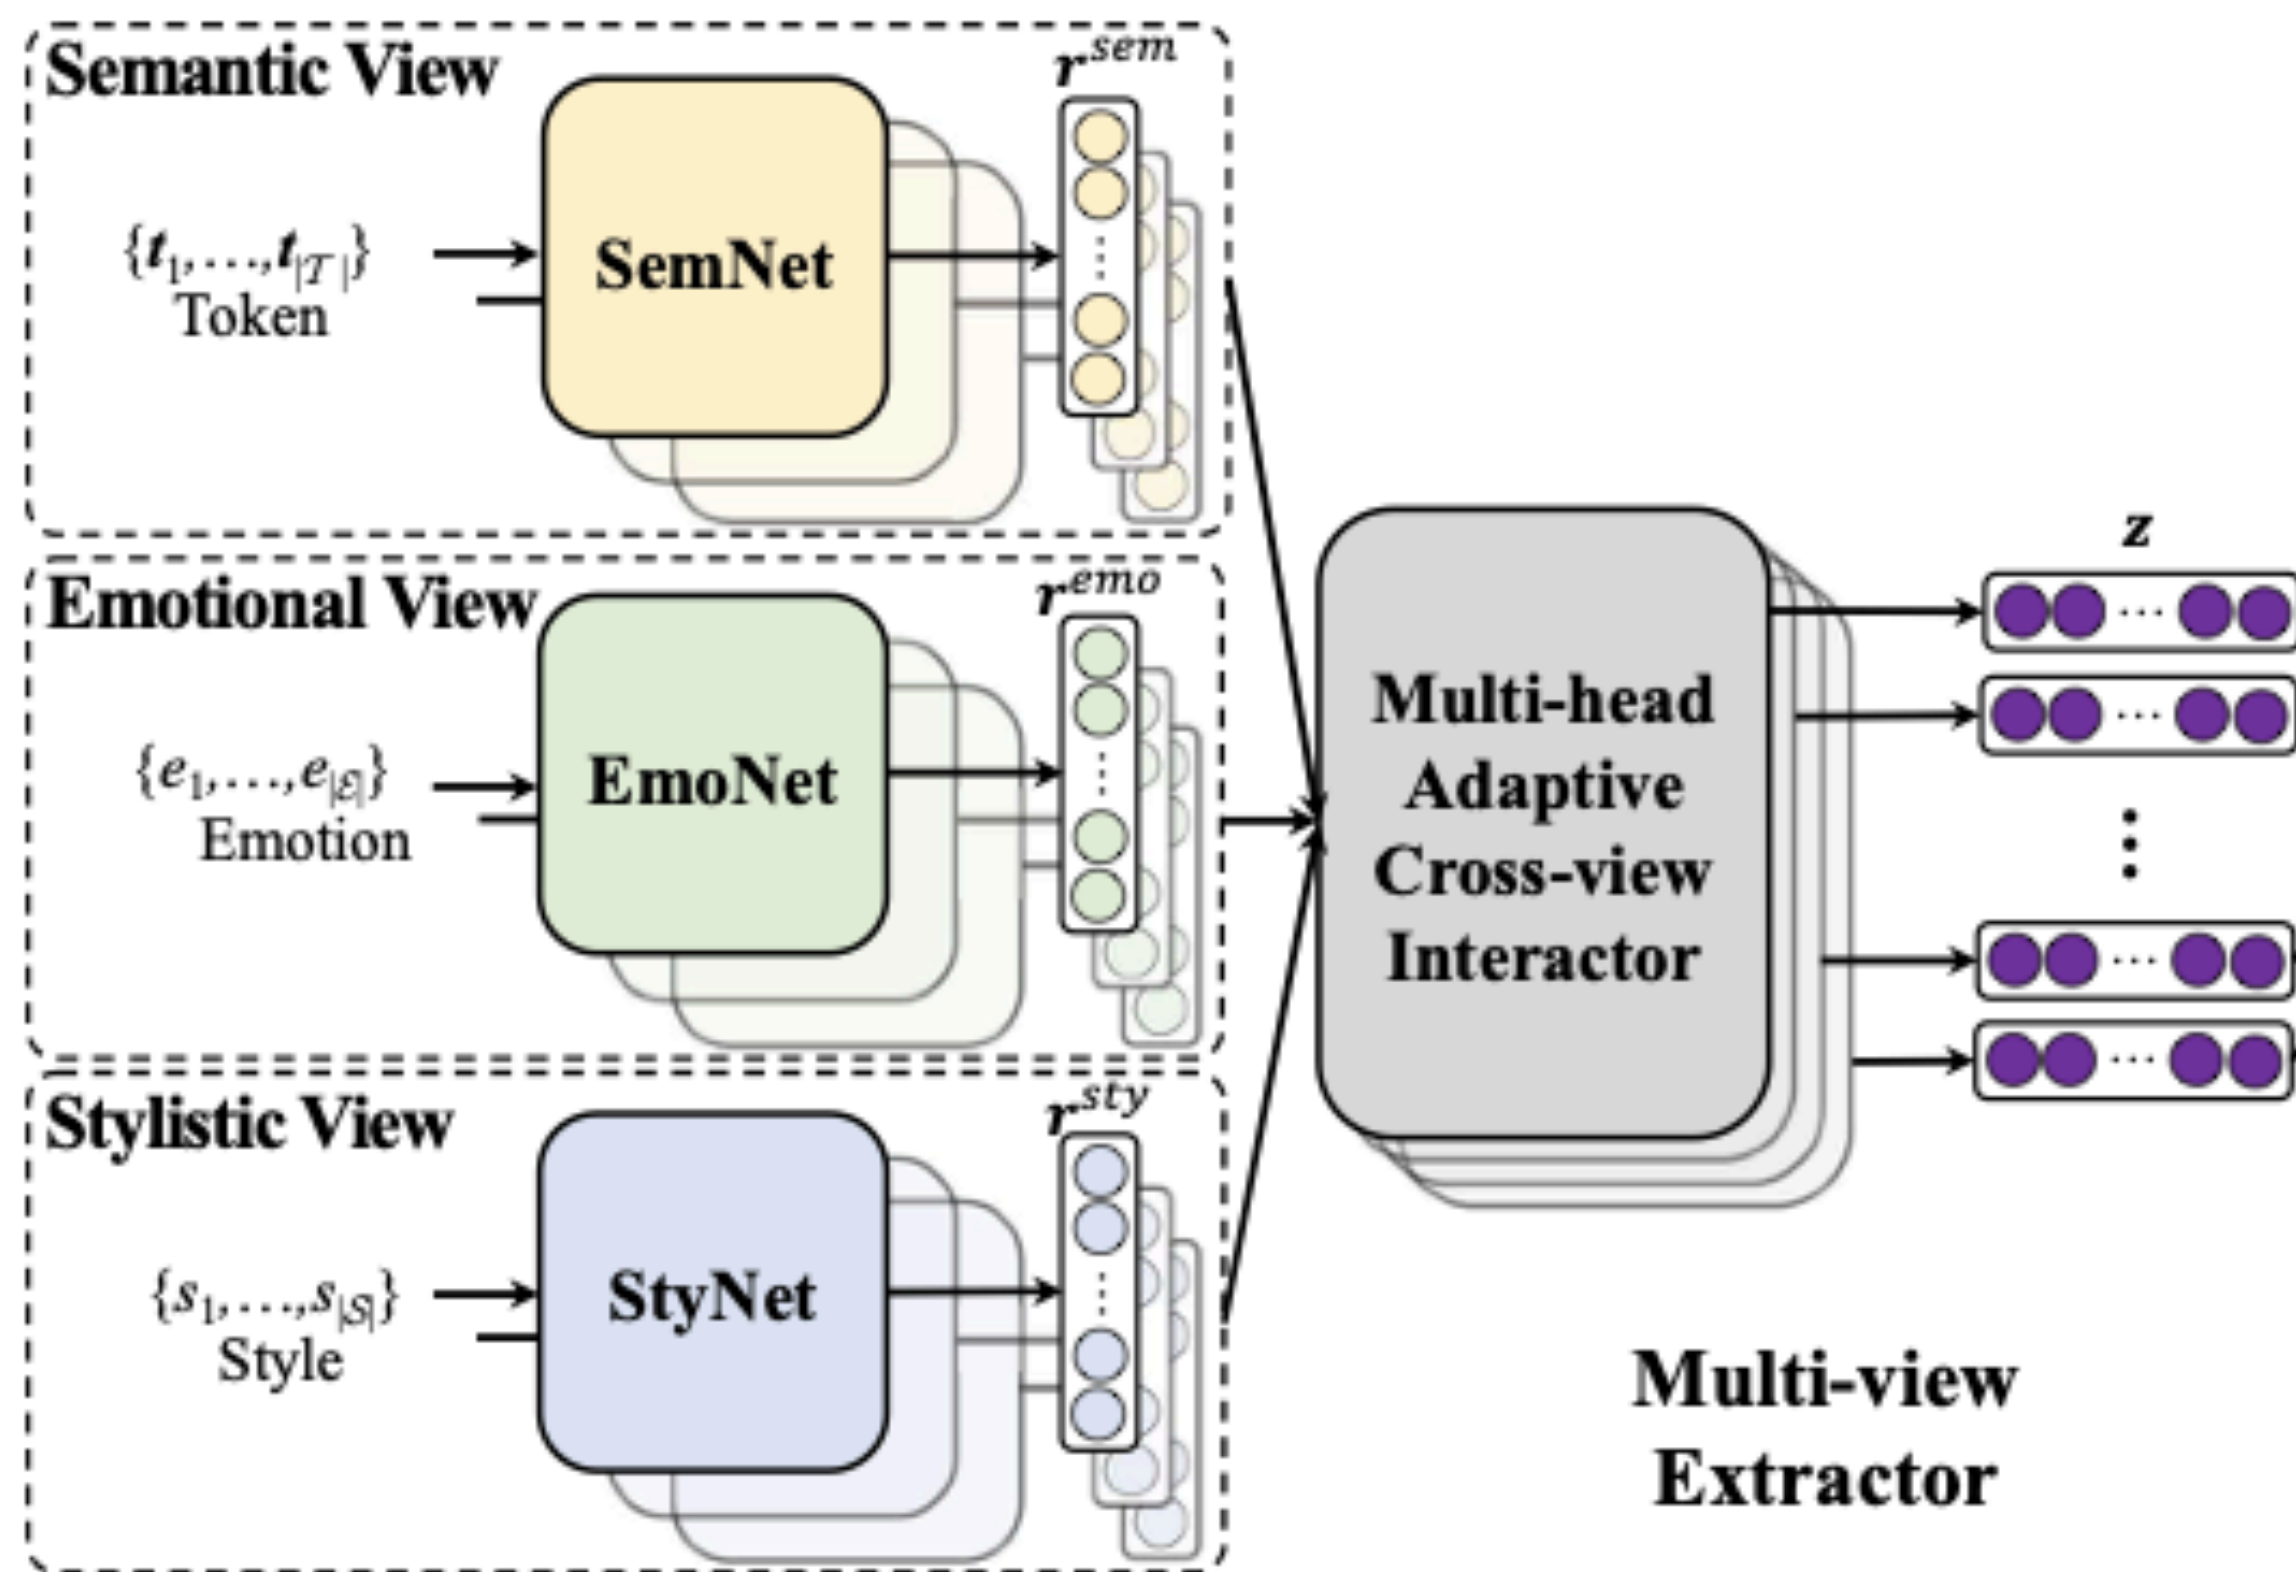 Semantic View
r^sem
{t_1,...,t_|𝒯|}
Token
SemNet
Emotional View
r^emo
{e_1,...,e_|ℰ|}
Emotion
EmoNet
Stylistic View
r^sty
{s_1,...,s_|S|}
Style
StyNet
Multi-head
Adaptive
Cross-view
Interactor
z
Multi-view
Extractor